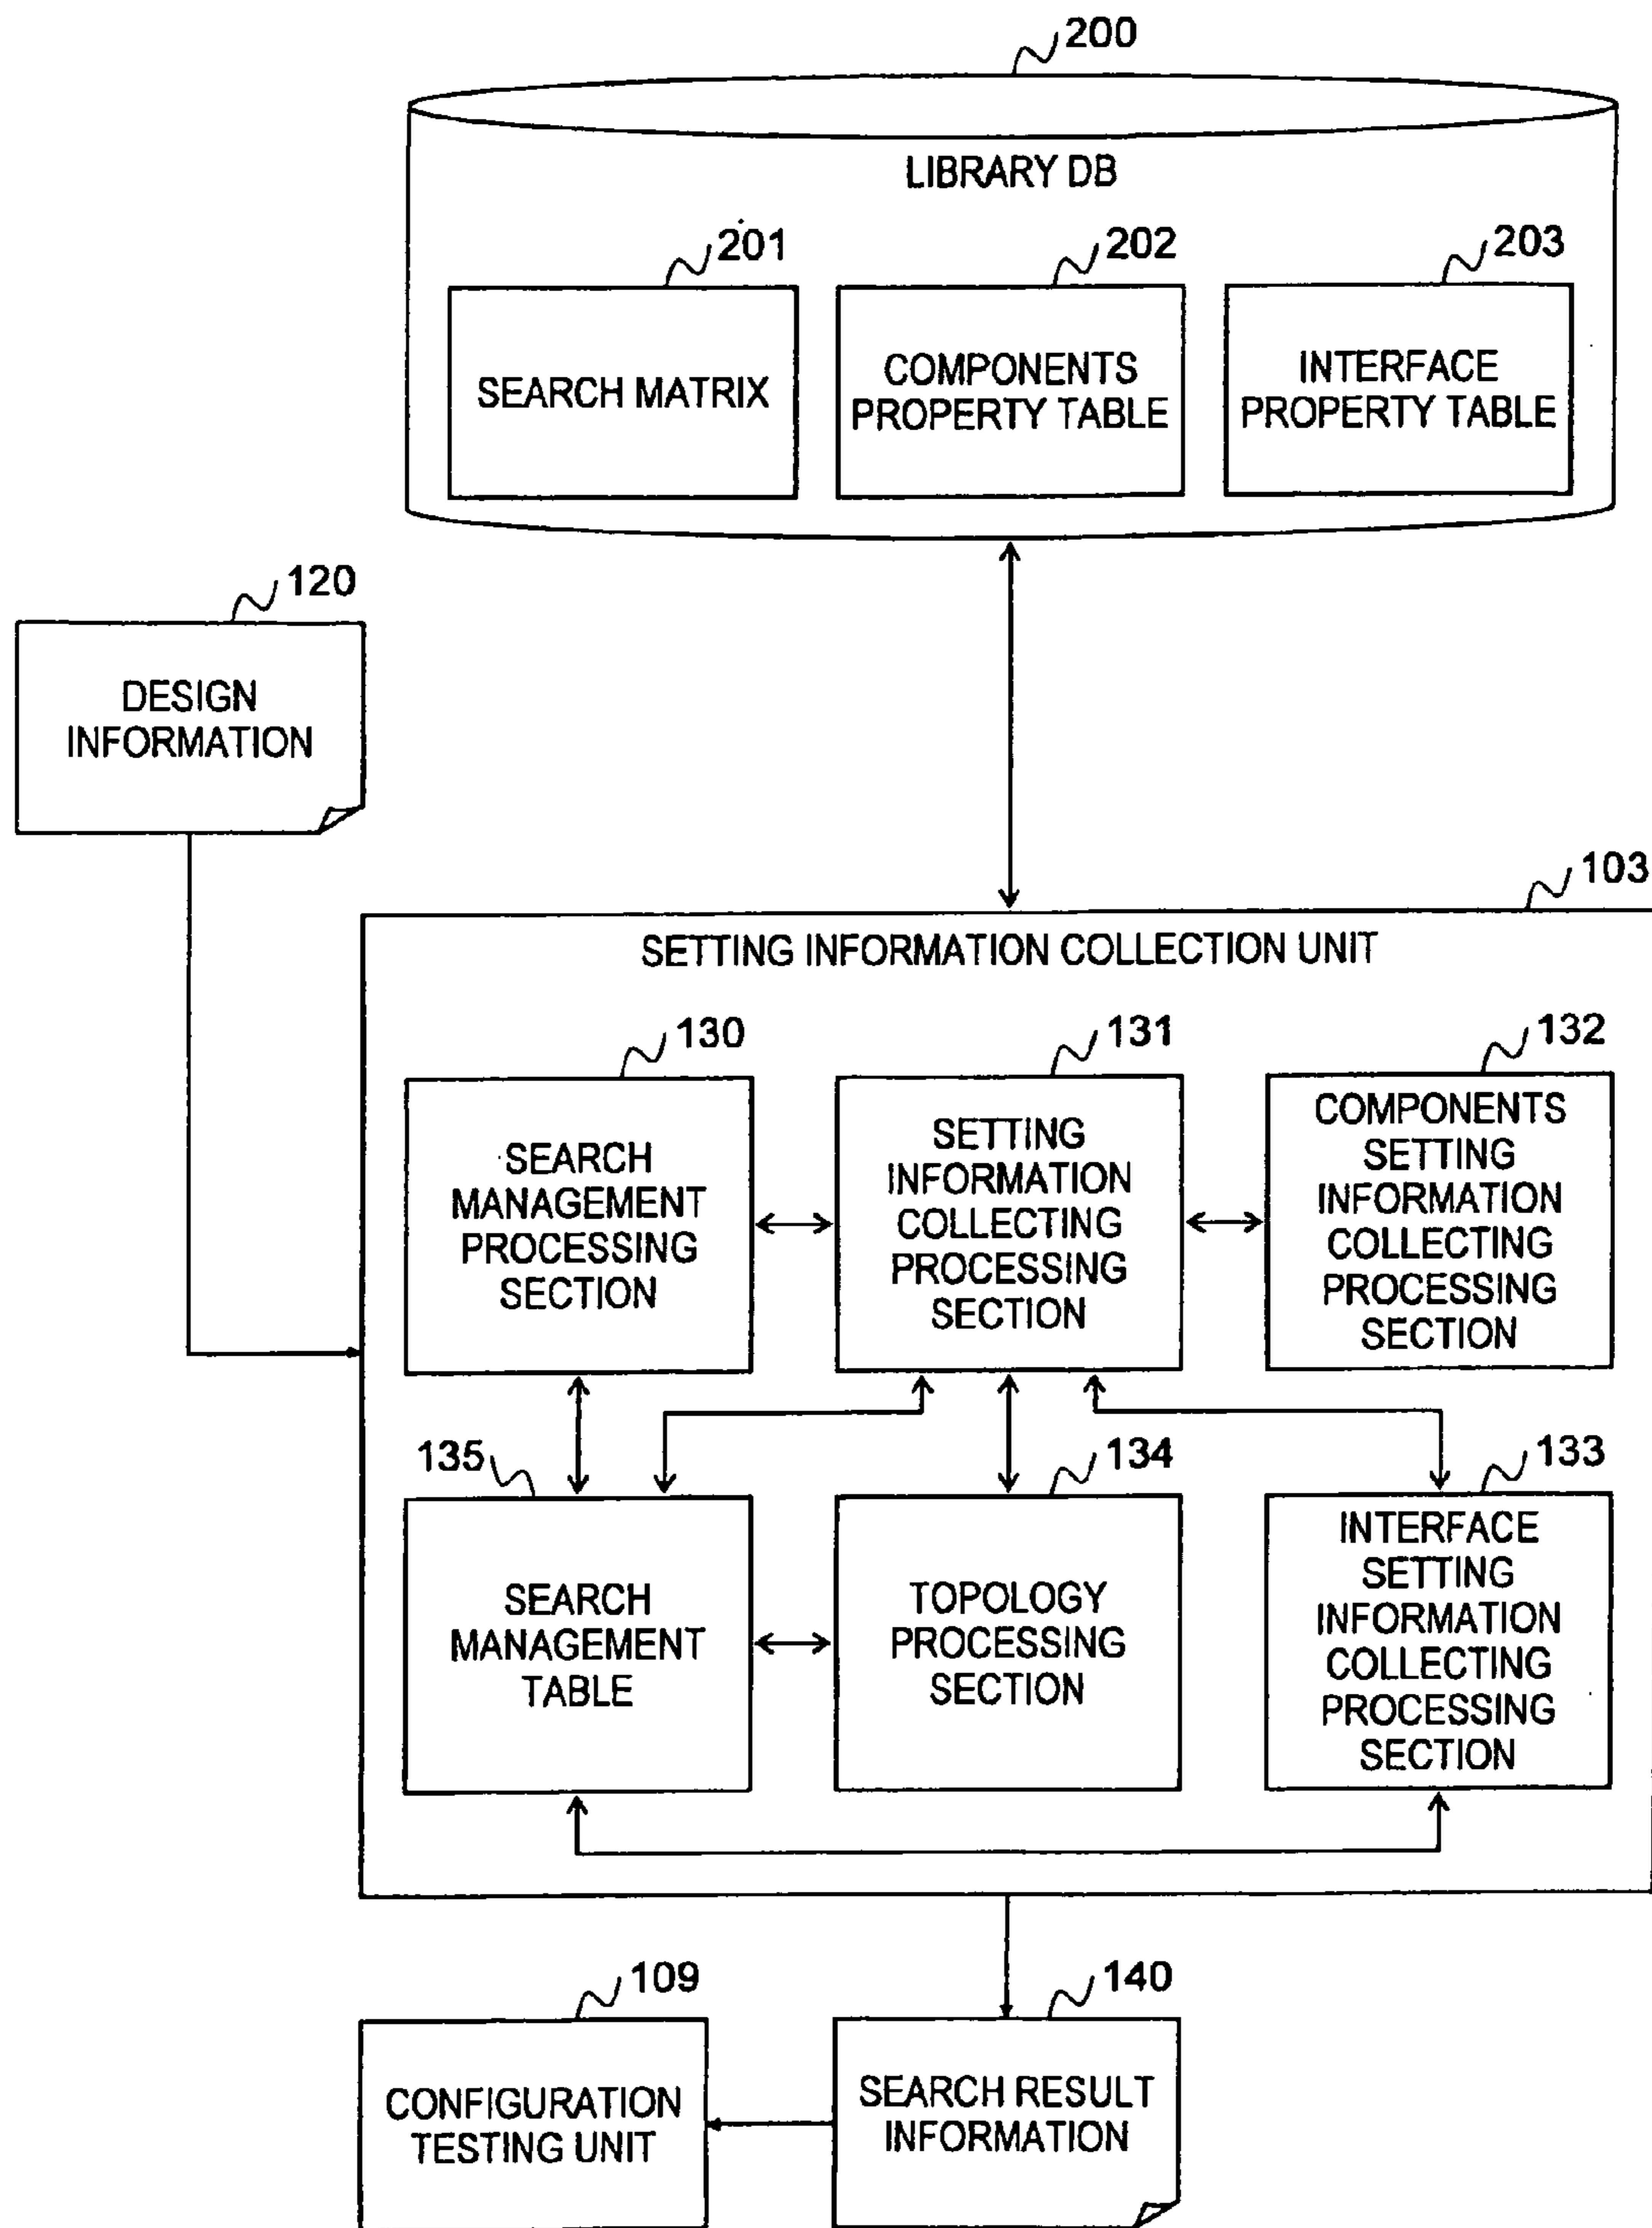 200
LIBRARY DB
201
202
203
SEARCH MATRIX
COMPONENTS
PROPERTY TABLE
INTERFACE
PROPERTY TABLE
120
DESIGN
INFORMATION
103
SETTING INFORMATION COLLECTION UNIT
130
131
132
SEARCH
MANAGEMENT
PROCESSING
SECTION
SETTING
INFORMATION
COLLECTING
PROCESSING
SECTION
COMPONENTS
SETTING
INFORMATION
COLLECTING
PROCESSING
SECTION
135
134
133
SEARCH
MANAGEMENT
TABLE
TOPOLOGY
PROCESSING
SECTION
INTERFACE
SETTING
INFORMATION
COLLECTING
PROCESSING
SECTION
109
140
CONFIGURATION
TESTING UNIT
SEARCH RESULT
INFORMATION